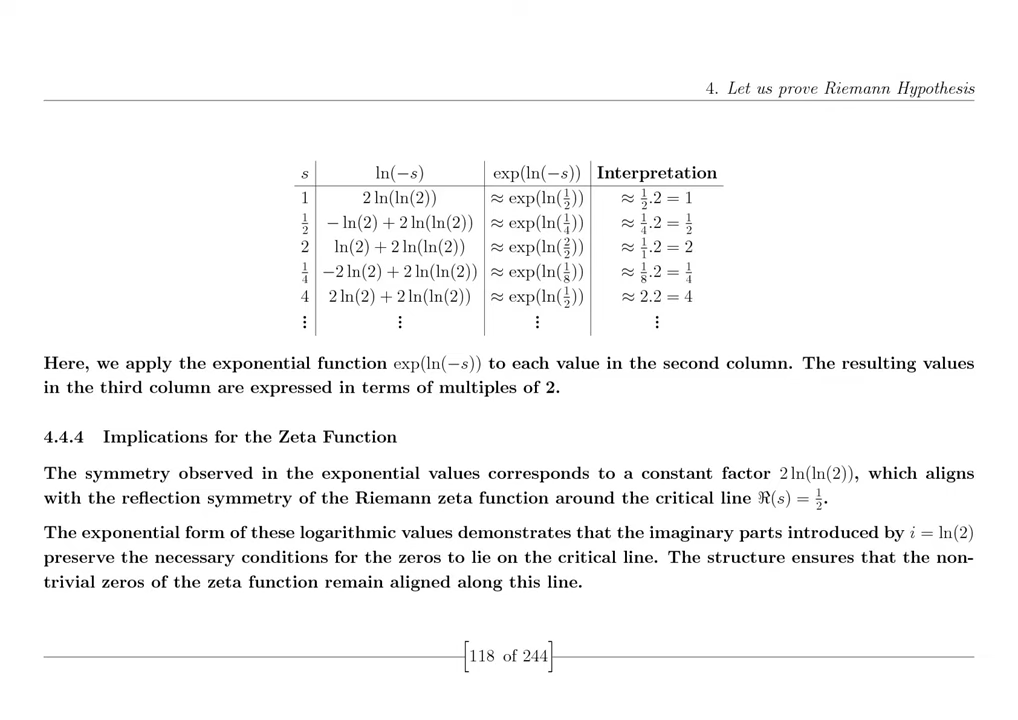 4. Let us prove Riemann Hypothesis
s ln(−s) exp(ln(−s)) Interpretation
1 2 ln(ln(2)) ≈ exp(ln(1/2)) ≈ 1/2.2 = 1
1/2 − ln(2) + 2 ln(ln(2)) ≈ exp(ln(1/4)) ≈ 1/4.2 = 1/2
2 ln(2) + 2 ln(ln(2)) ≈ exp(ln(2/2)) ≈ 1/1.2 = 2
1/4 −2 ln(2) + 2 ln(ln(2)) ≈ exp(ln(1/8)) ≈ 1/8.2 = 1/4
4 2 ln(2) + 2 ln(ln(2)) ≈ exp(ln(1/2)) ≈ 2.2 = 4
⋮ ⋮ ⋮ ⋮
Here, we apply the exponential function exp(ln(−s)) to each value in the second column. The resulting values
in the third column are expressed in terms of multiples of 2.
4.4.4 Implications for the Zeta Function
The symmetry observed in the exponential values corresponds to a constant factor 2 ln(ln(2)), which aligns
with the reflection symmetry of the Riemann zeta function around the critical line ℜ(s) = 1/2.
The exponential form of these logarithmic values demonstrates that the imaginary parts introduced by i = ln(2)
preserve the necessary conditions for the zeros to lie on the critical line. The structure ensures that the non-
trivial zeros of the zeta function remain aligned along this line.
[118 of 244]